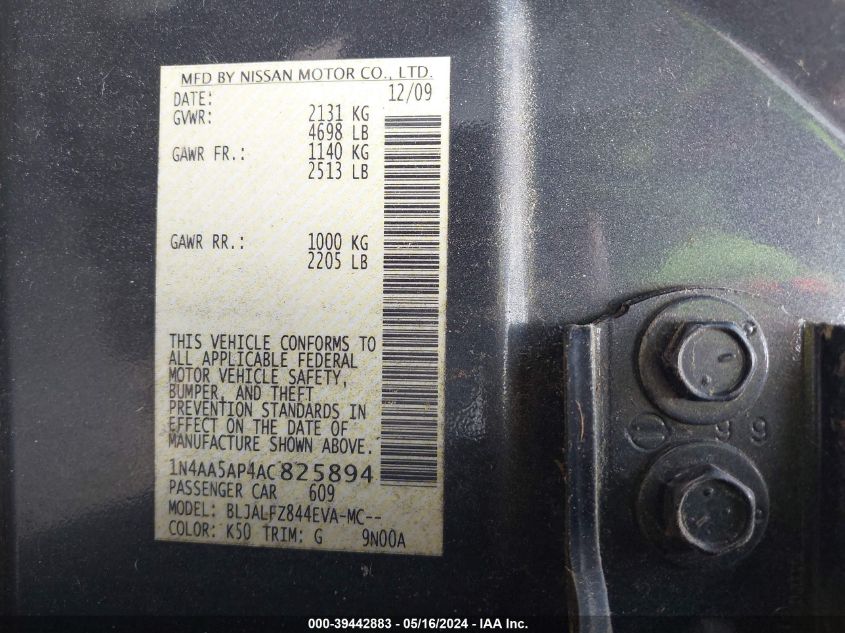 MFD BY NISSAN MOTOR CO., LTD.
DATE: 12/09
GVWR: 2131 KG
4698 LB
GAWR FR.: 1140 KG
2513 LB
GAWR RR.: 1000 KG
2205 LB
THIS VEHICLE CONFORMS TO
ALL APPLICABLE FEDERAL
MOTOR VEHICLE SAFETY,
BUMPER, AND THEFT
PREVENTION STANDARDS IN
EFFECT ON THE DATE OF
MANUFACTURE SHOWN ABOVE.
1N4AA5AP4AC825894
PASSENGER CAR 609
MODEL: BLJALFZ844EVA-MC--
COLOR: K50 TRIM: G 9N00A
99
000-39442883 - 05/16/2024 - IAA Inc.